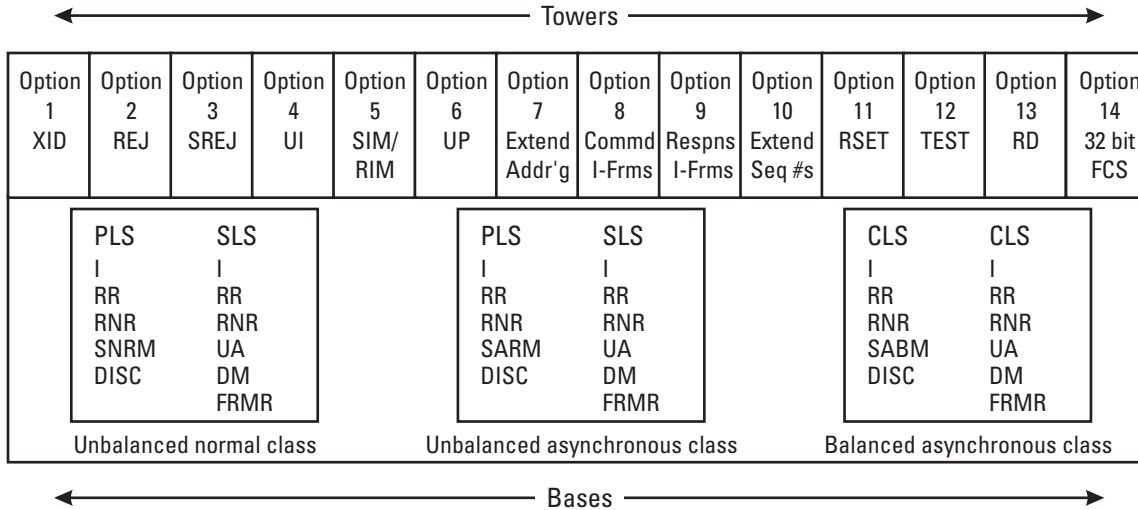 Towers
Option Option Option Option Option Option Option Option Option Option Option Option Option Option
1 2 3 4 5 6 7 8 9 10 11 12 13 14
XID REJ SREJ UI SIM/ UP Extend Commd Respns Extend RSET TEST RD 32 bit
RIM Addr'g I-Frms I-Frms Seq #s FCS
PLS SLS
I I
RR RR
RNR RNR
SNRM UA
DISC DM
FRMR
Unbalanced normal class
PLS SLS
I I
RR RR
RNR RNR
SARM UA
DISC DM
FRMR
Unbalanced asynchronous class
CLS CLS
I I
RR RR
RNR RNR
SABM UA
DISC DM
FRMR
Balanced asynchronous class
Bases